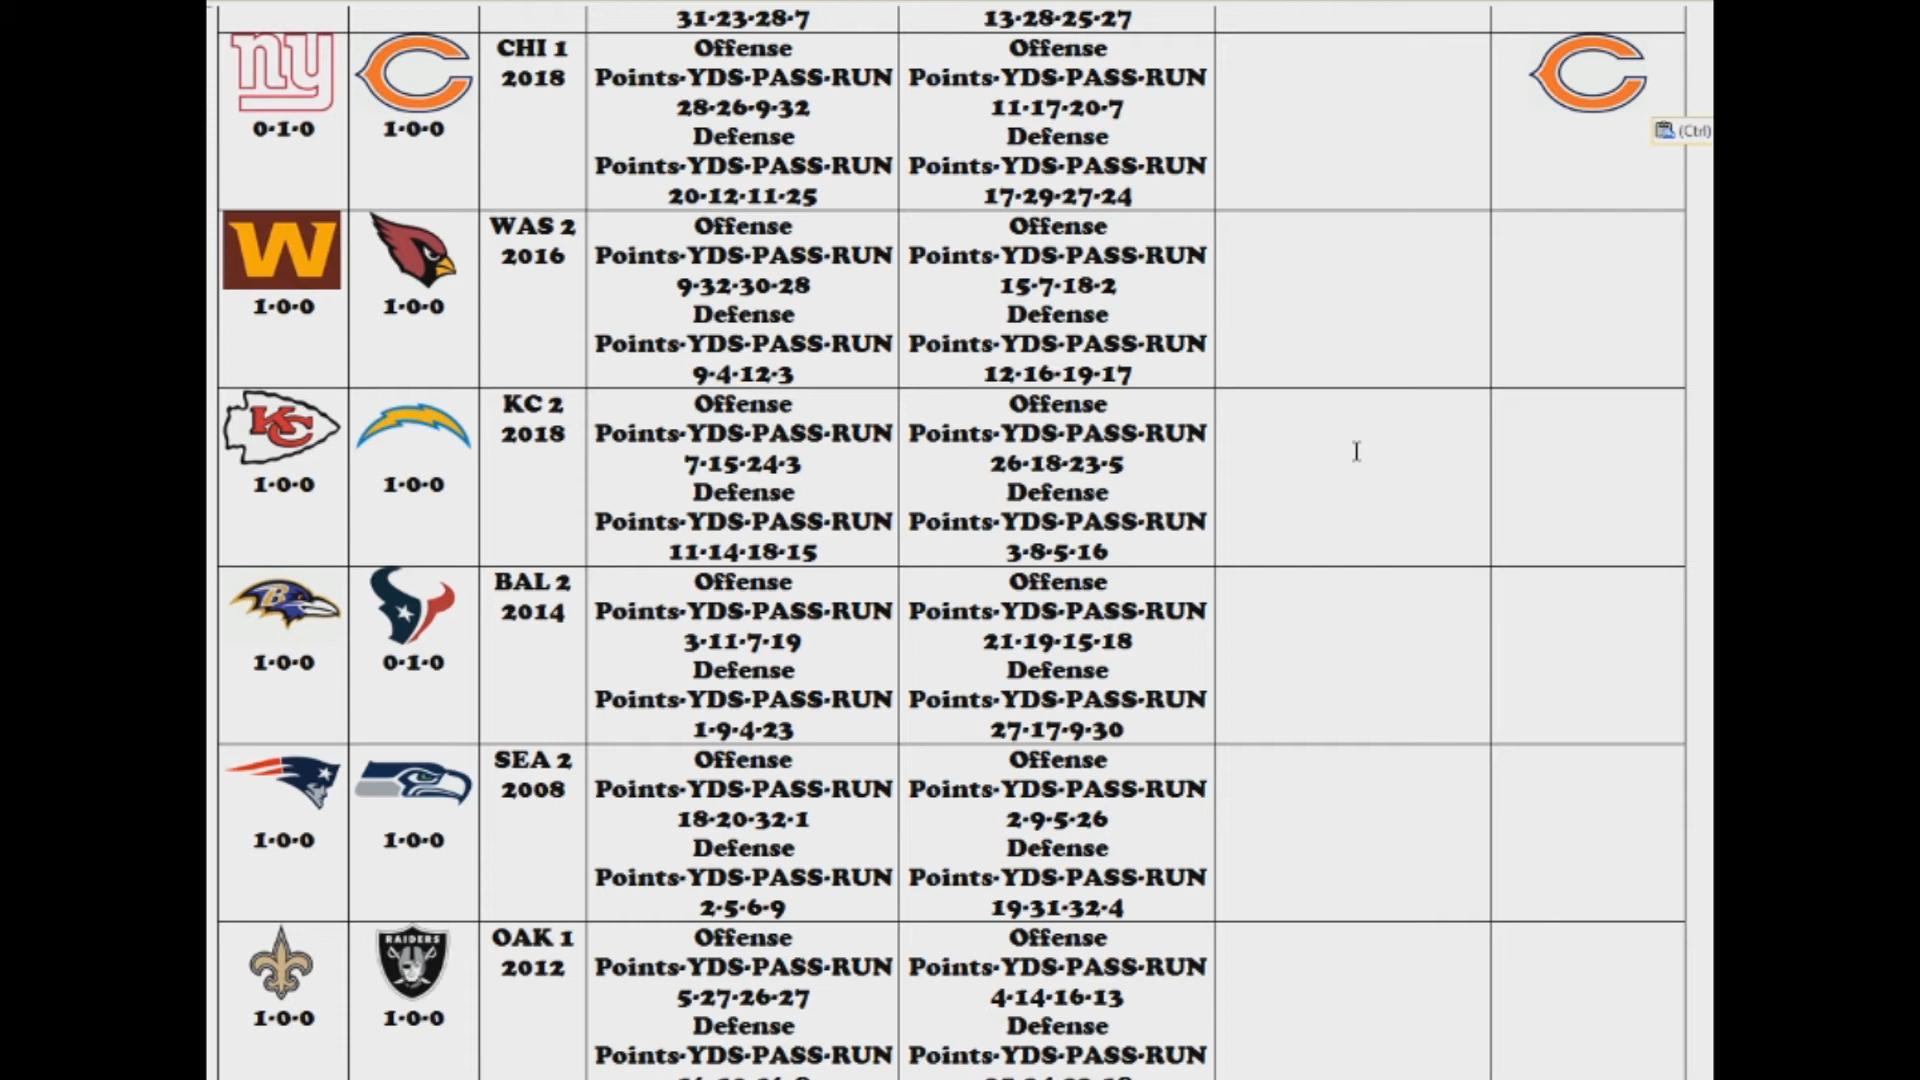 31-23-28-7
13-28-25-27
ny
0-1-0
1-0-0
CHI 1
2018
Offense
Points-YDS-PASS-RUN
28-26-9-32
Defense
Points-YDS-PASS-RUN
20-12-11-25
Offense
Points-YDS-PASS-RUN
11-17-20-7
Defense
Points-YDS-PASS-RUN
17-29-27-24
(Ctrl)
W
1-0-0
1-0-0
WAS 2
2016
Offense
Points-YDS-PASS-RUN
9-32-30-28
Defense
Points-YDS-PASS-RUN
9-4-12-3
Offense
Points-YDS-PASS-RUN
15-7-18-2
Defense
Points-YDS-PASS-RUN
12-16-19-17
KC
1-0-0
1-0-0
KC 2
2018
Offense
Points-YDS-PASS-RUN
7-15-24-3
Defense
Points-YDS-PASS-RUN
11-14-18-15
Offense
Points-YDS-PASS-RUN
26-18-23-5
Defense
Points-YDS-PASS-RUN
3-8-5-16
B
1-0-0
0-1-0
BAL 2
2014
Offense
Points-YDS-PASS-RUN
3-11-7-19
Defense
Points-YDS-PASS-RUN
1-9-4-23
Offense
Points-YDS-PASS-RUN
21-19-15-18
Defense
Points-YDS-PASS-RUN
27-17-9-30
1-0-0
1-0-0
SEA 2
2008
Offense
Points-YDS-PASS-RUN
18-20-32-1
Defense
Points-YDS-PASS-RUN
2-5-6-9
Offense
Points-YDS-PASS-RUN
2-9-5-26
Defense
Points-YDS-PASS-RUN
19-31-32-4
RAIDERS
1-0-0
1-0-0
OAK 1
2012
Offense
Points-YDS-PASS-RUN
5-27-26-27
Defense
Points-YDS-PASS-RUN
Offense
Points-YDS-PASS-RUN
4-14-16-13
Defense
Points-YDS-PASS-RUN